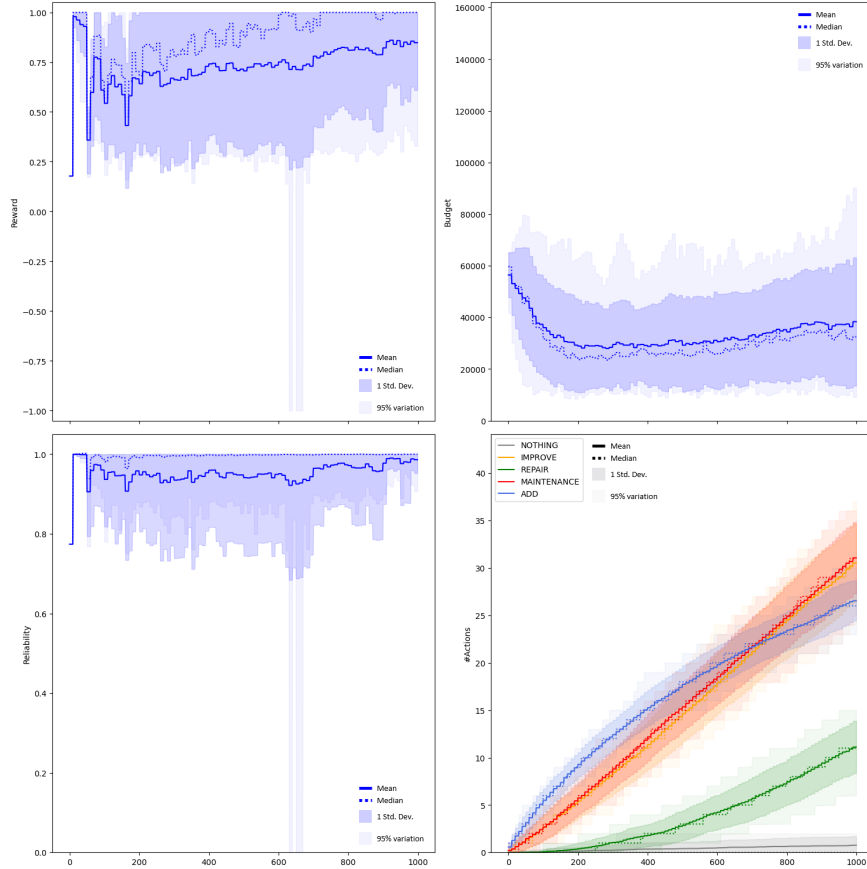 1.00
0.75
0.50
0.25
0.00
−0.25
−0.50
−0.75
−1.00
Reward
Mean
Median
1 Std. Dev.
95% variation
160000
140000
120000
100000
80000
60000
40000
20000
0
Budget
Mean
Median
1 Std. Dev.
95% variation
1.0
0.8
0.6
0.4
0.2
0.0
Reliability
0
200
400
600
800
1000
Mean
Median
1 Std. Dev.
95% variation
40
35
30
25
20
15
10
5
0
#Actions
0
200
400
600
800
1000
NOTHING
IMPROVE
REPAIR
MAINTENANCE
ADD
Mean
Median
1 Std. Dev.
95% variation